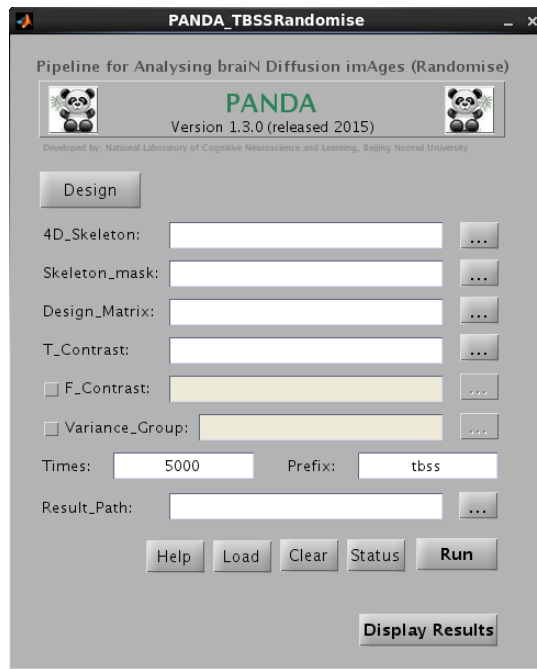 PANDA_TBSSRandomise
Pipeline for Analysing braiN Diffusion imAges (Randomise)
PANDA
Version 1.3.0 (released 2015)
Developed by: National Laboratory of Cognitive Neuroscience and Learning, Beijing Normal University
Design
4D_Skeleton: ...
Skeleton_mask: ...
Design_Matrix: ...
T_Contrast: ...
F_Contrast: ...
Variance_Group: ...
Times: 5000 Prefix: tbss
Result_Path: ...
Help Load Clear Status Run
Display Results